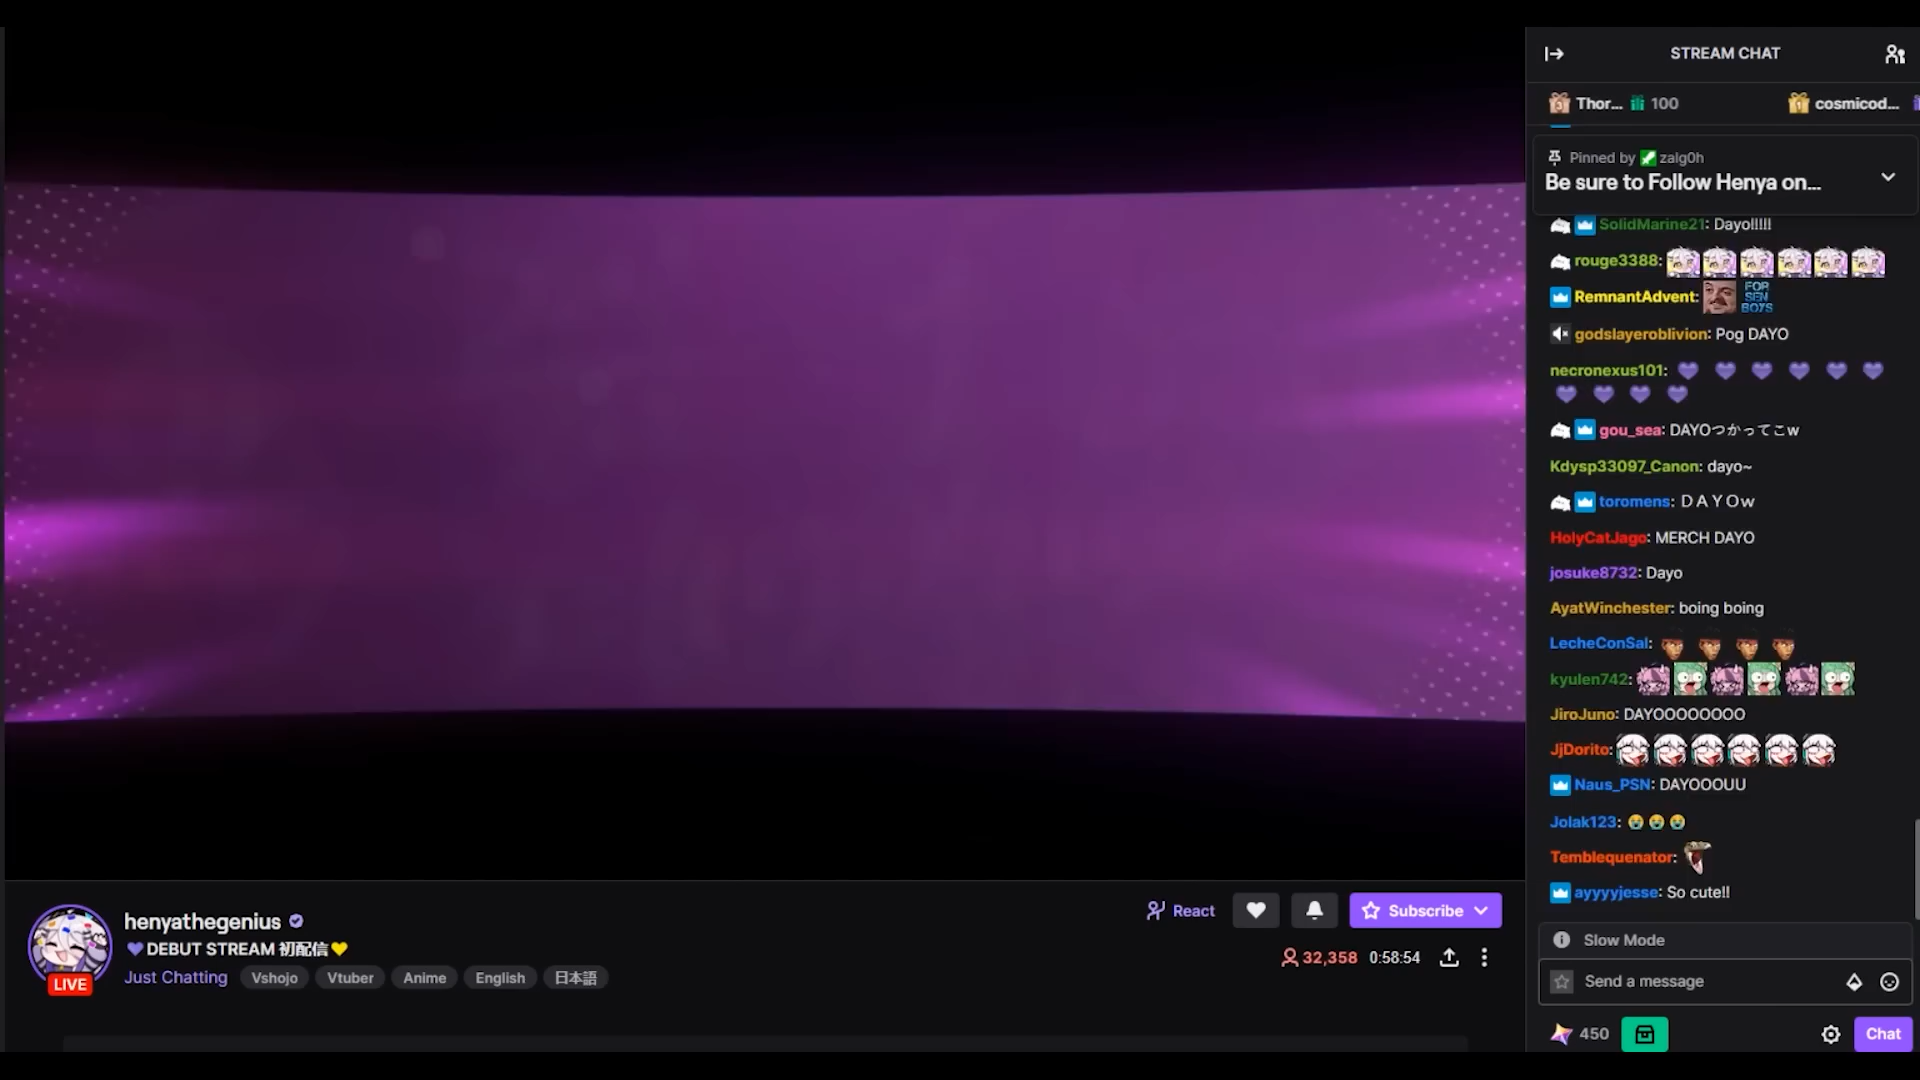 STREAM CHAT
Thor... 100 cosmicod...
Pinned by zalg0h
Be sure to Follow Henya on...
SolidMarine21: Dayo!!!!!
rouge3388:
RemnantAdvent: FOR SEN BOYS
godslayeroblivion: Pog DAYO
necronexus101:
gou_sea: DAYOつかってこw
Kdysp33097_Canon: dayo~
toromens: ＤＡＹＯw
HolyCatJago: MERCH DAYO
josuke8732: Dayo
AyatWinchester: boing boing
LecheConSal:
kyulen742:
JiroJuno: DAYOOOOOOOO
JjDorito:
Naus_PSN: DAYOOOUU
Jolak123:
Temblequenator:
ayyyyjesse: So cute!!
Slow Mode
Send a message
450
Chat
henyathegenius
DEBUT STREAM 初配信
Just Chatting Vshojo Vtuber Anime English 日本語
LIVE
React
Subscribe
32,358 0:58:54